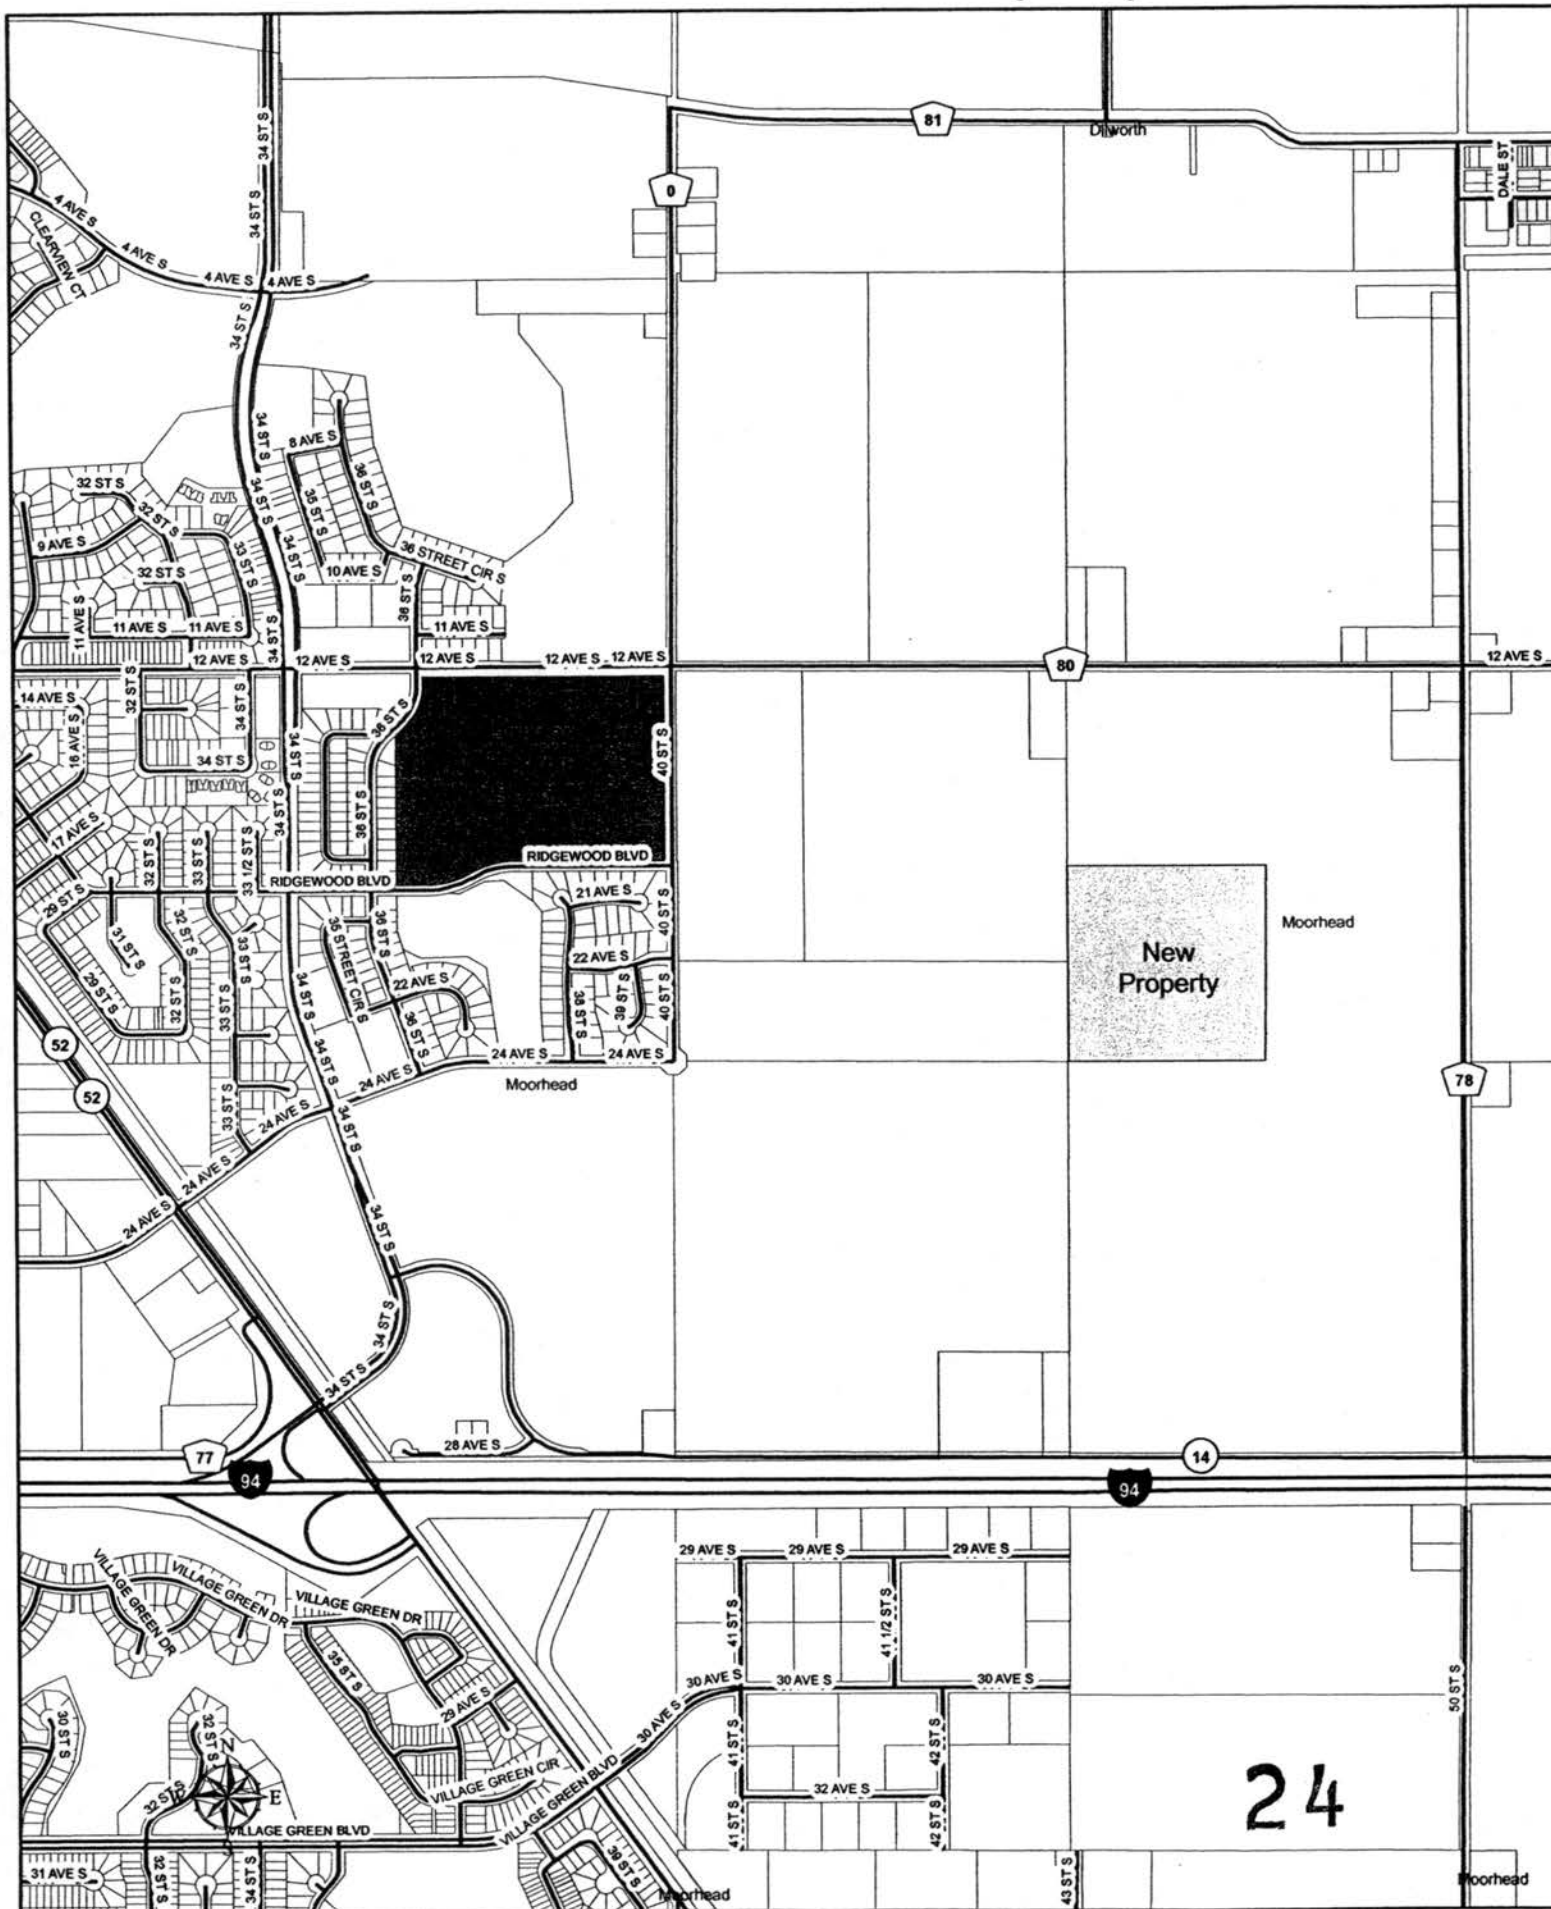 81
Dilworth
DALE ST
0
34 ST S
34 ST S
4 AVE S
4 AVE S
4 AVE S
4 AVE S
CLEARVIEW CT
34 ST S
34 ST S
8 AVE S
36 ST S
35 ST S
34 ST S
34 ST S
32 ST S
32 ST S
9 AVE S
33 ST S
32 ST S
10 AVE S
36 STREET CIR S
36 ST S
11 AVE S
11 AVE S
11 AVE S
11 AVE S
34 ST S
12 AVE S
12 AVE S
12 AVE S
12 AVE S
12 AVE S
80
12 AVE S
14 AVE S
32 ST S
34 ST S
36 ST S
16 AVE S
34 ST S
34 ST S
40 ST S
17 AVE S
32 ST S
33 ST S
33 1/2 ST S
34 ST S
36 ST S
RIDGEWOOD BLVD
RIDGEWOOD BLVD
29 ST S
21 AVE S
40 ST S
31 ST S
32 ST S
33 ST S
35 STREET CIR S
36 ST S
New
Property
Moorhead
22 AVE S
22 AVE S
29 ST S
32 ST S
33 ST S
34 ST S
36 ST S
38 ST S
39 ST S
40 ST S
52
24 AVE S
24 AVE S
52
34 ST S
24 AVE S
Moorhead
78
33 ST S
24 AVE S
34 ST S
24 AVE S
24 AVE S
34 ST S
34 ST S
34 ST S
77
28 AVE S
14
94
94
29 AVE S
29 AVE S
29 AVE S
VILLAGE GREEN DR
VILLAGE GREEN DR
VILLAGE GREEN DR
41 ST S
41 1/2 ST S
35 ST S
30 AVE S
30 AVE S
30 AVE S
30 AVE S
50 ST S
29 AVE S
30 ST S
32 ST S
N
41 ST S
42 ST S
VILLAGE GREEN CIR
32 ST S
W
E
32 AVE S
24
VILLAGE GREEN BLVD
VILLAGE GREEN BLVD
41 ST S
42 ST S
31 AVE S
32 ST S
34 ST S
39 ST S
43 ST S
Moorhead
Moorhead